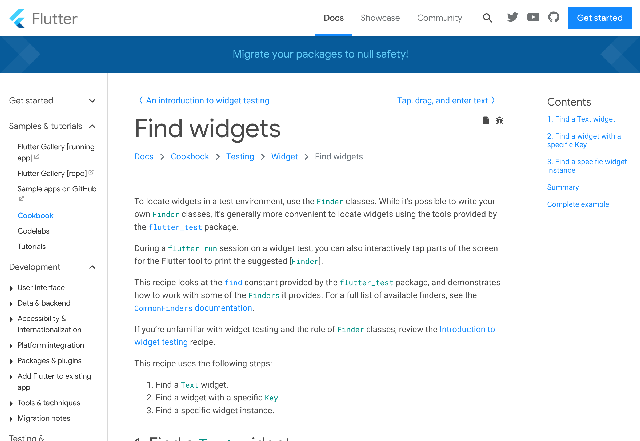 Flutter
Docs
Showcase
Community
Get started
Migrate your packages to null safety!
Get started
Samples & tutorials
Flutter Gallery [running
app]
Flutter Gallery [repo]
Sample apps on GitHub
Cookbook
Codelabs
Tutorials
Development
User interface
Data & backend
Accessibility &
internationalization
Platform integration
Packages & plugins
Add Flutter to existing
app
Tools & techniques
Migration notes
Testing &
An introduction to widget testing
Tap, drag, and enter text
Find widgets
Docs
Cookbook
Testing
Widget
Find widgets
To locate widgets in a test environment, use the Finder classes. While it's possible to write your
own Finder classes, it's generally more convenient to locate widgets using the tools provided by
the flutter_test package.
During a flutter run session on a widget test, you can also interactively tap parts of the screen
for the Flutter tool to print the suggested [Finder].
This recipe looks at the find constant provided by the flutter_test package, and demonstrates
how to work with some of the Finders it provides. For a full list of available finders, see the
CommonFinders documentation.
If you're unfamiliar with widget testing and the role of Finder classes, review the Introduction to
widget testing recipe.
This recipe uses the following steps:
1. Find a Text widget.
2. Find a widget with a specific Key.
3. Find a specific widget instance.
1. Find a Text widget
Contents
1. Find a Text widget
2. Find a widget with a
specific Key
3. Find a specific widget
instance
Summary
Complete example